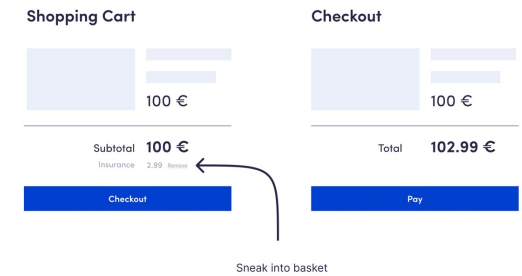 Shopping Cart
100 €
Subtotal 100 €
Insurance 2.99 Remove
Checkout
Checkout
100 €
Total 102.99 €
Pay
Sneak into basket